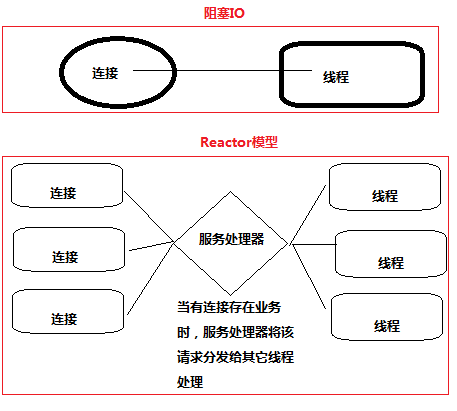 阻塞IO
连接
线程
Reactor模型
连接
线程
服务处理器
连接
线程
连接
线程
当有连接存在业务
时，服务处理器将该
请求分发给其它线程
处理